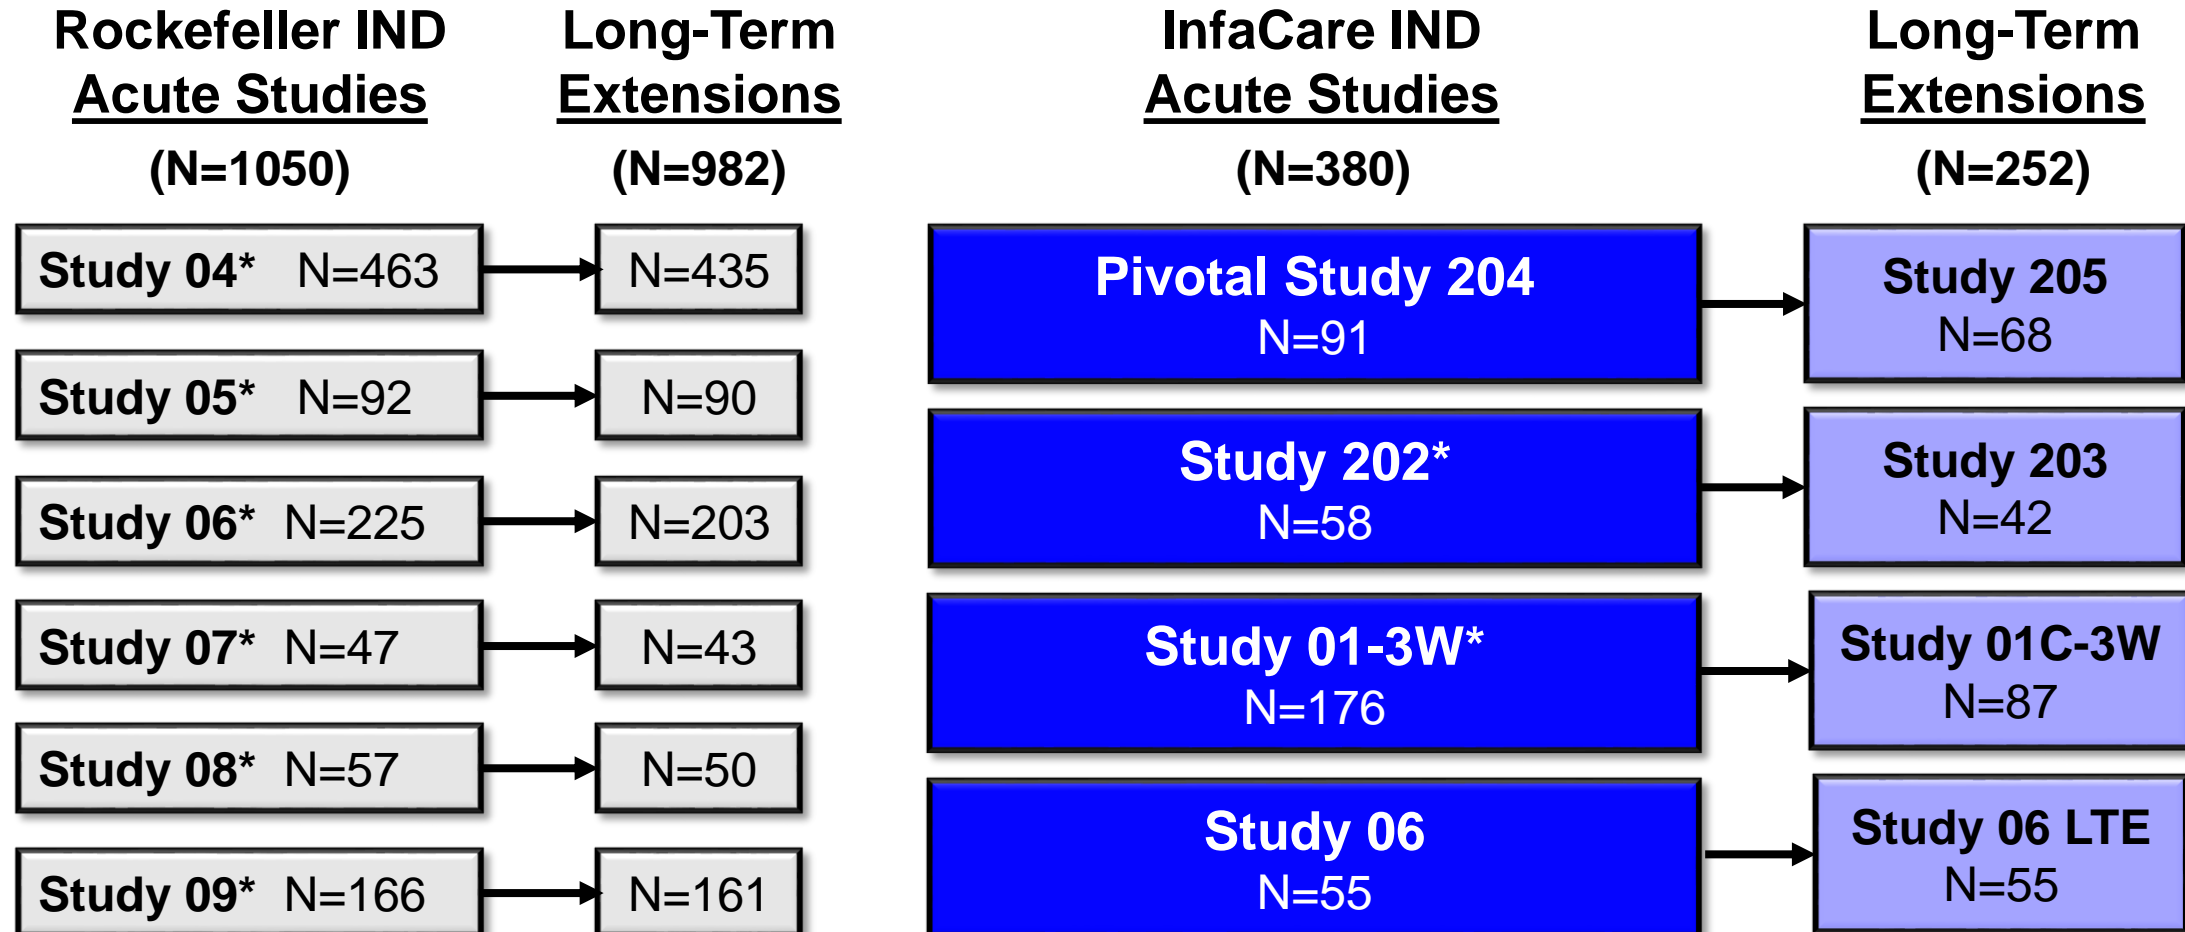 Rockefeller IND
Acute Studies
(N=1050)
Long-Term
Extensions
(N=982)
Study 04* N=463
N=435
Study 05* N=92
N=90
Study 06* N=225
N=203
Study 07* N=47
N=43
Study 08* N=57
N=50
Study 09* N=166
N=161
InfaCare IND
Acute Studies
(N=380)
Long-Term
Extensions
(N=252)
Pivotal Study 204
N=91
Study 205
N=68
Study 202*
N=58
Study 203
N=42
Study 01-3W*
N=176
Study 01C-3W
N=87
Study 06
N=55
Study 06 LTE
N=55